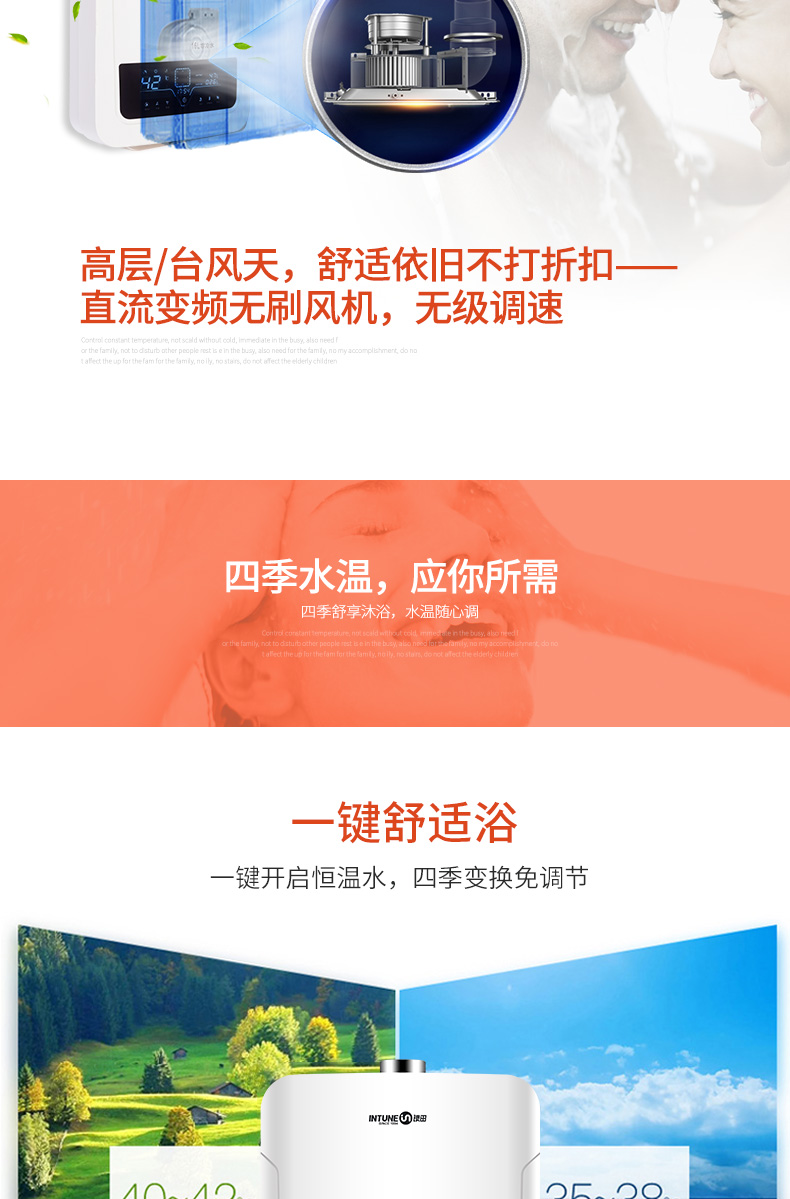 42
高层/台风天，舒适依旧不打折扣——
直流变频无刷风机，无级调速
Control constant temperature, not scald without cold, immediate in the busy, also need f
or the family, not to disturb other people rest is e in the busy, also need for the family, no my accomplishment, do no
t affect the up for the fam for the family, no ily, no stairs, do not affect the elderly children
四季水温，应你所需
四季舒享沐浴，水温随心调
Control constant temperature, not scald without cold, immediate in the busy, also need f
or the family, not to disturb other people rest is e in the busy, also need for the family, no my accomplishment, do no
t affect the up for the fam for the family, no ily, no stairs, do not affect the elderly children
一键舒适浴
一键开启恒温水，四季变换免调节
INTUNE 樱田
SINCE 1994
40~42
35~38